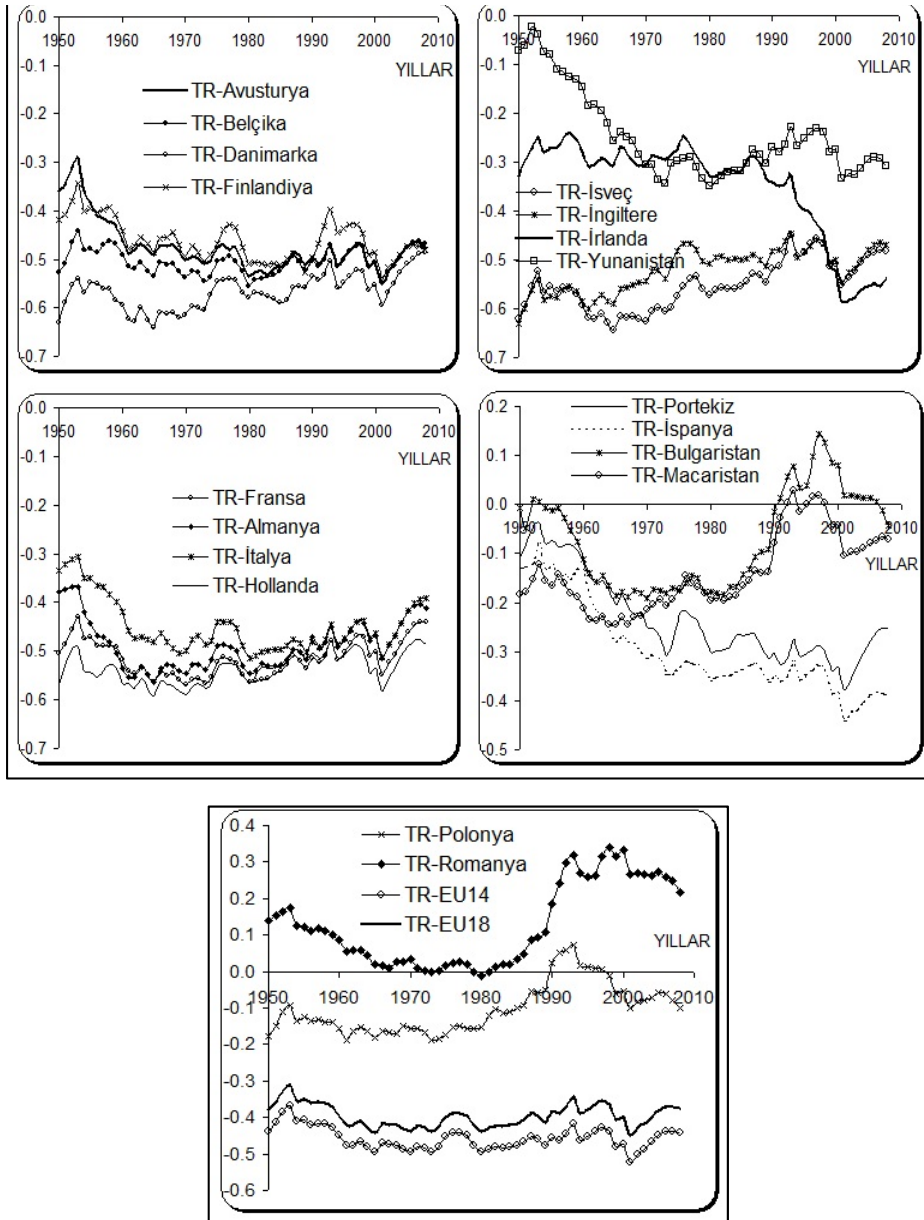 0.0
1950 1960 1970 1980 1990 2000 2010
-0.1
YILLAR
-0.2
-0.3
-0.4
-0.5
-0.6
-0.7
TR-Avusturya
TR-Belçika
TR-Danimarka
TR-Finlandiya
0.0
1950 1960 1970 1980 1990 2000 2010
-0.1
YILLAR
-0.2
-0.3
-0.4
-0.5
-0.6
-0.7
TR-İsveç
TR-İngiltere
TR-İrlanda
TR-Yunanistan
0.0
1950 1960 1970 1980 1990 2000 2010
-0.1
YILLAR
-0.2
-0.3
-0.4
-0.5
-0.6
-0.7
TR-Fransa
TR-Almanya
TR-İtalya
TR-Hollanda
0.2
0.1
0.0
1950 1960 1970 1980 1990 2000 2010
-0.1
YILLAR
-0.2
-0.3
-0.4
-0.5
TR-Portekiz
TR-İspanya
TR-Bulgaristan
TR-Macaristan
0.4
0.3
0.2
0.1
YILLAR
0.0
1950 1960 1970 1980 1990 2000 2010
-0.1
-0.2
-0.3
-0.4
-0.5
-0.6
TR-Polonya
TR-Romanya
TR-EU14
TR-EU18